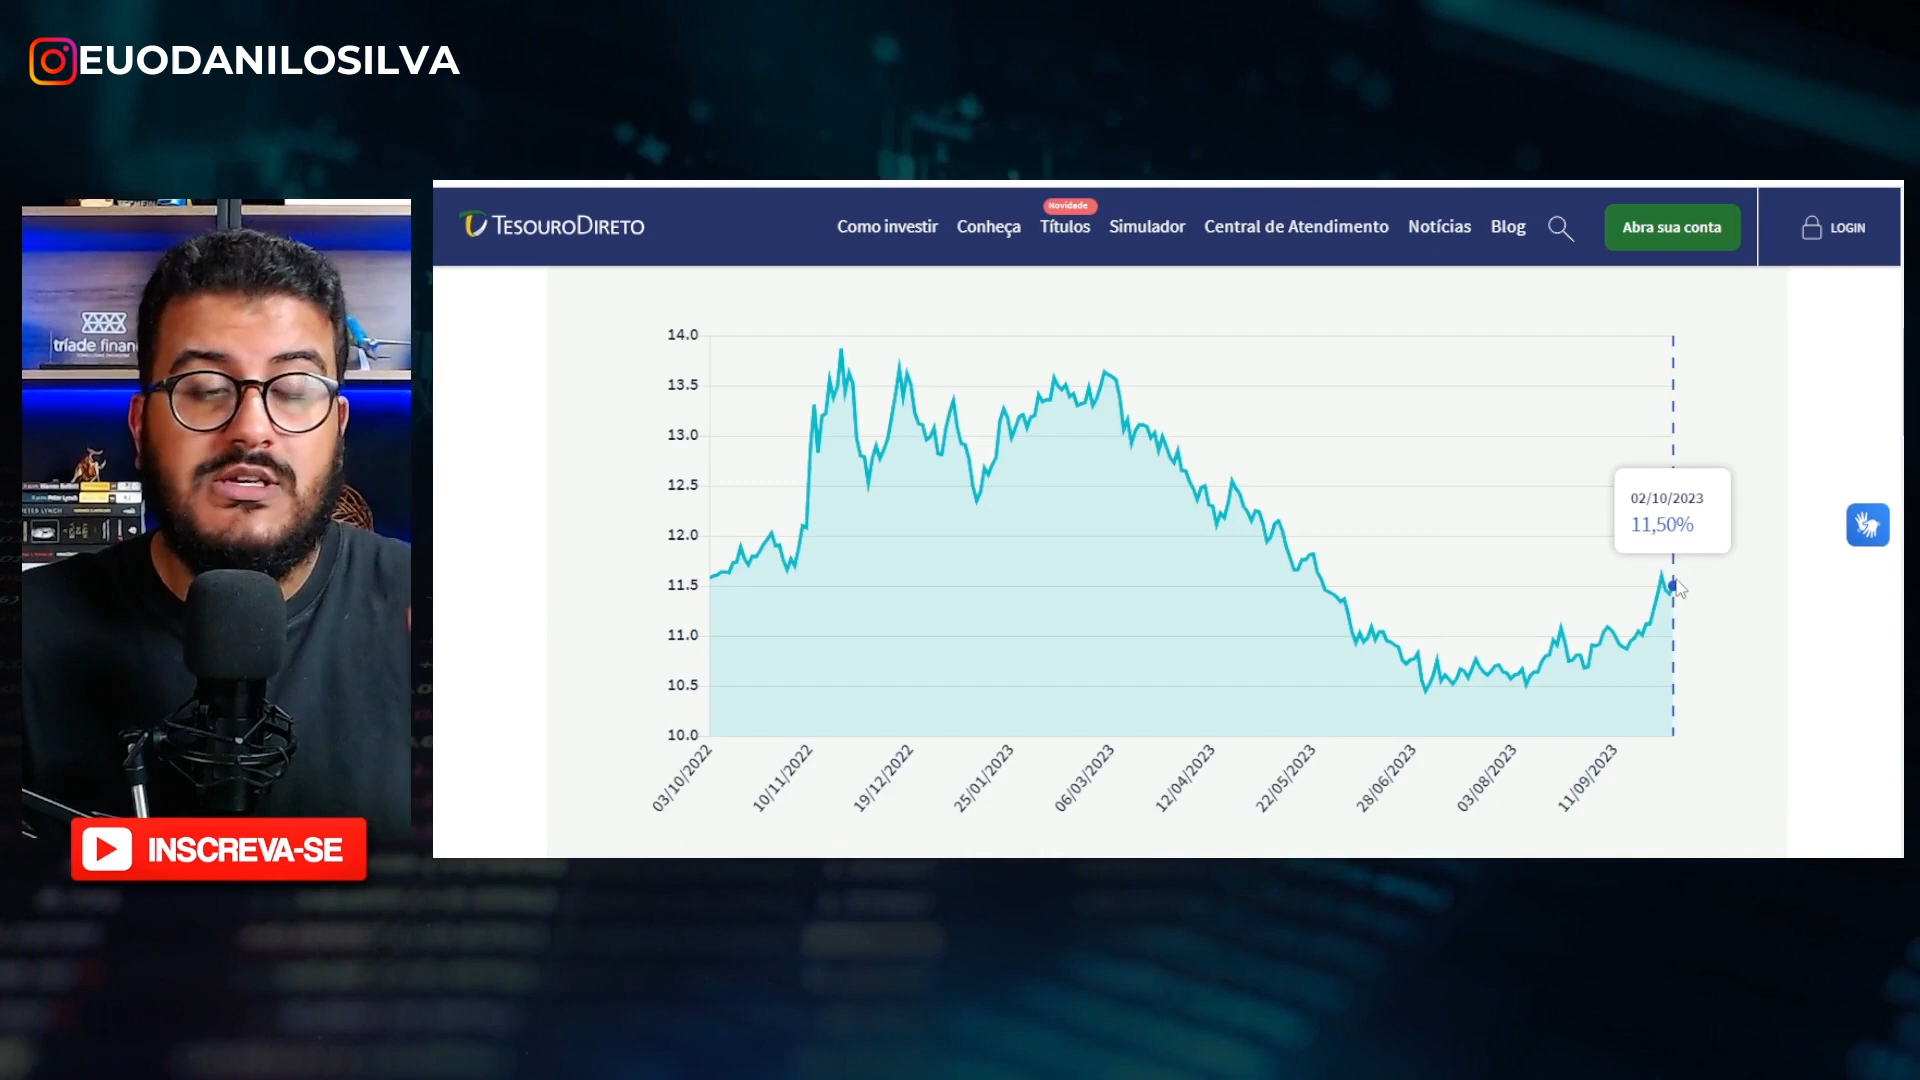 EUODANILOSILVA
tríade finan
PETER LYNCH
TESOURODIRETO
Como investir
Conheça
Novidade
Títulos
Simulador
Central de Atendimento
Notícias
Blog
Abra sua conta
LOGIN
14.0
13.5
13.0
12.5
12.0
11.5
11.0
10.5
10.0
02/10/2023
11,50%
03/10/2022
10/11/2022
19/12/2022
25/01/2023
06/03/2023
12/04/2023
22/05/2023
28/06/2023
03/08/2023
11/09/2023
INSCREVA-SE